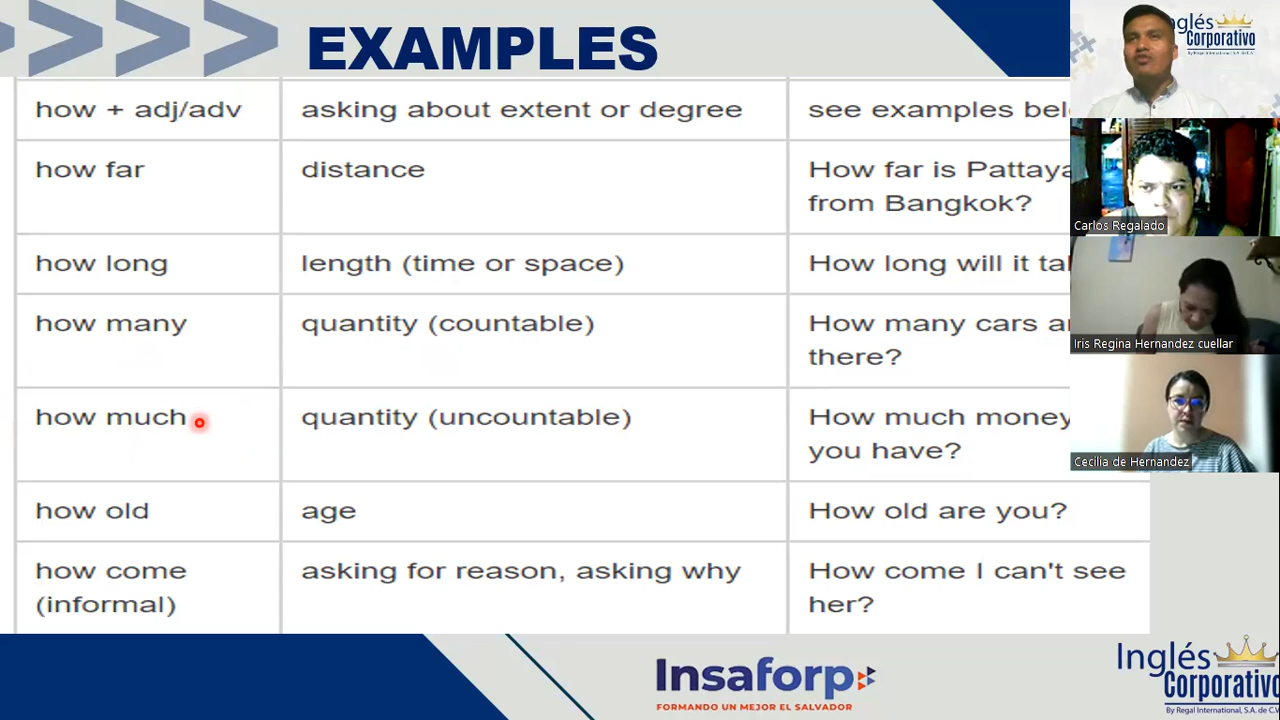 EXAMPLES
Inglés
Corporativo
By Regal International, S.A. de C.V.
how + adj/adv
asking about extent or degree
see examples bel
how far
distance
How far is Pattaya
from Bangkok?
how long
length (time or space)
How long will it ta
how many
quantity (countable)
How many cars a
there?
how much
quantity (uncountable)
How much money
you have?
how old
age
How old are you?
how come
(informal)
asking for reason, asking why
How come I can't see
her?
Carlos Regalado
Iris Regina Hernandez cuellar
Cecilia de Hernandez
Insaforp
FORMANDO UN MEJOR EL SALVADOR
Inglés
Corporativo
By Regal International, S.A. de C.V.